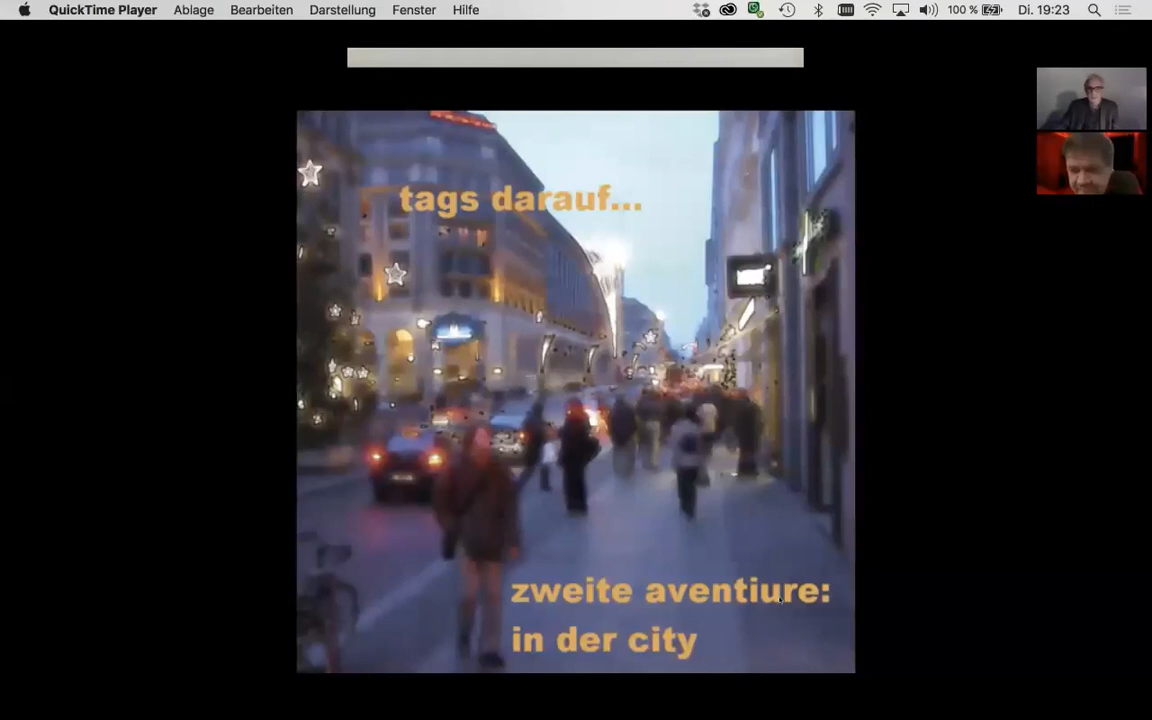 QuickTime Player Ablage Bearbeiten Darstellung Fenster Hilfe 100 % Di. 19:23
tags darauf...
zweite aventiure:
in der city